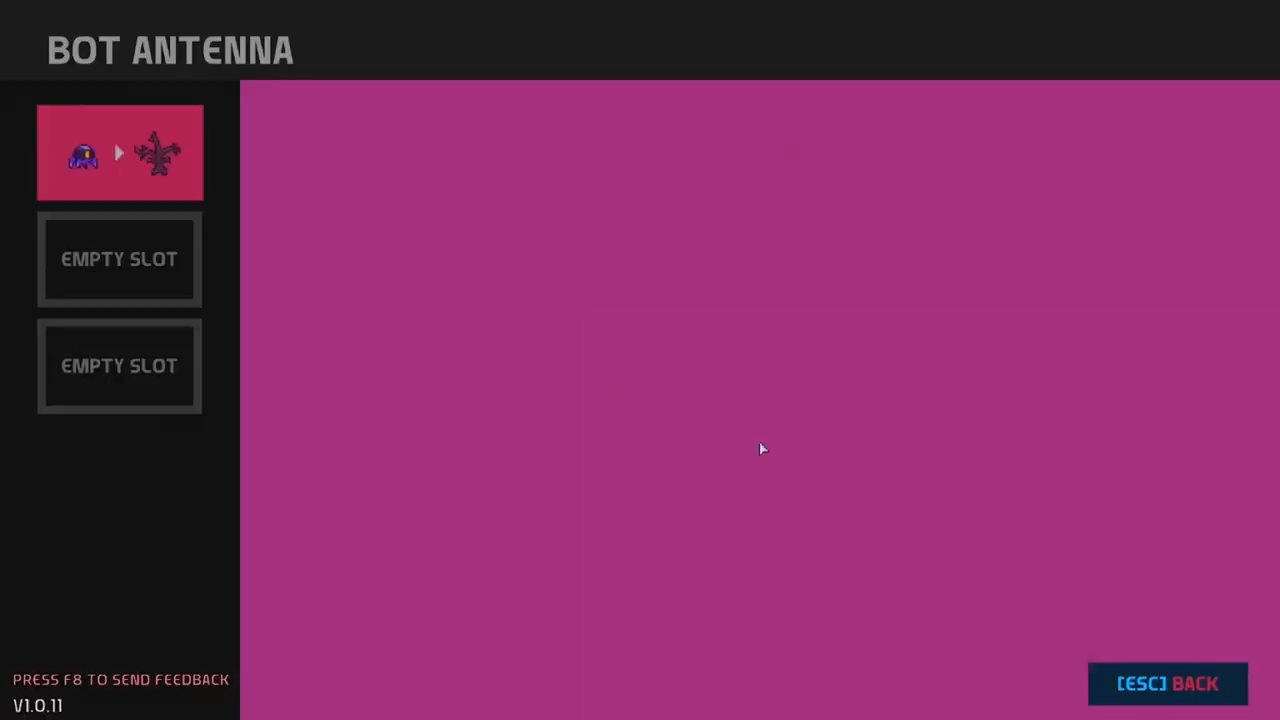 BOT ANTENNA
EMPTY SLOT
EMPTY SLOT
PRESS F8 TO SEND FEEDBACK
V1.0.11
[ESC] BACK